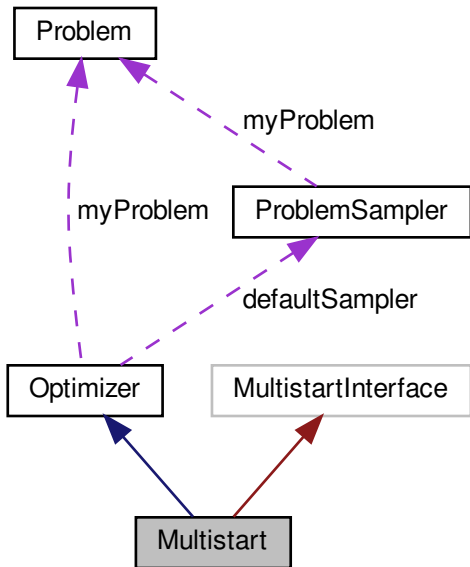 Problem
myProblem
ProblemSampler
myProblem
defaultSampler
Optimizer
MultistartInterface
Multistart